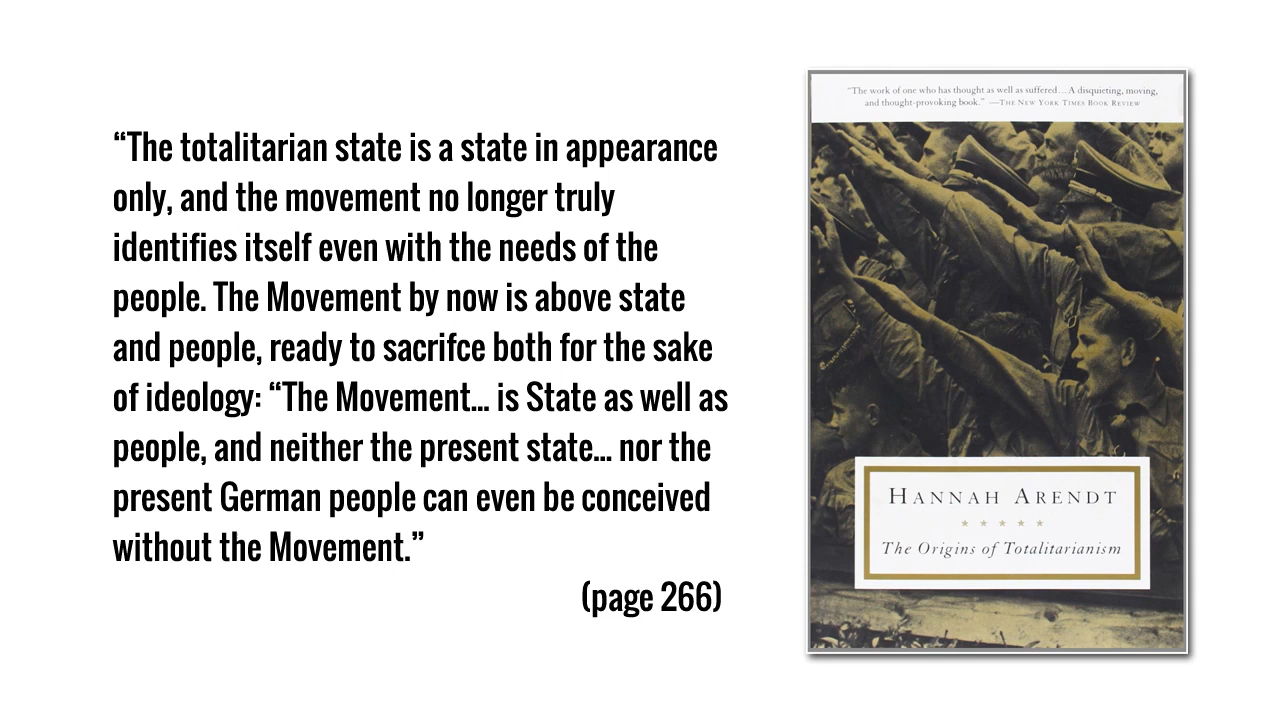 “The totalitarian state is a state in appearance
only, and the movement no longer truly
identifies itself even with the needs of the
people. The Movement by now is above state
and people, ready to sacrifce both for the sake
of ideology: “The Movement... is State as well as
people, and neither the present state... nor the
present German people can even be conceived
without the Movement.”
(page 266)
“The work of one who has thought as well as suffered...A disquieting, moving,
and thought-provoking book.” —The New York Times Book Review
Hannah Arendt
The Origins of Totalitarianism